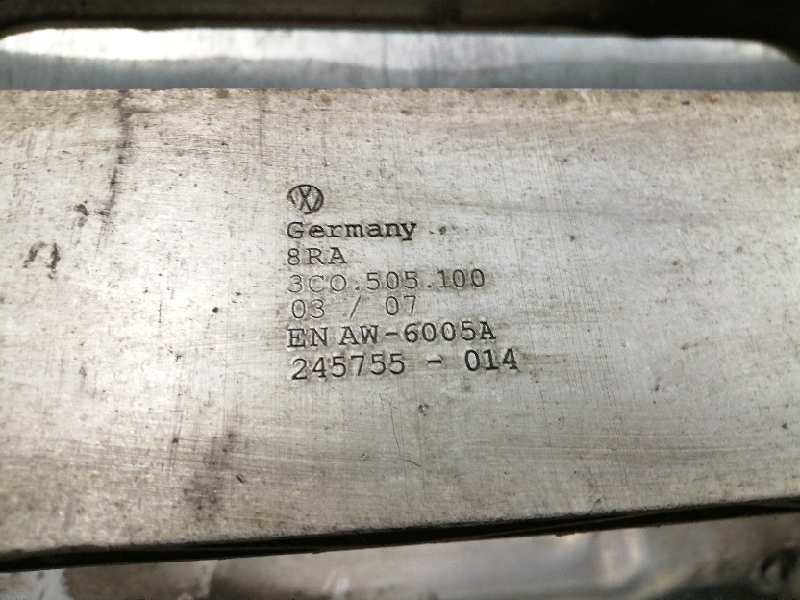 Germany
8RA
3C0.505.100
03 / 07
EN AW-6005A
245755 - 014